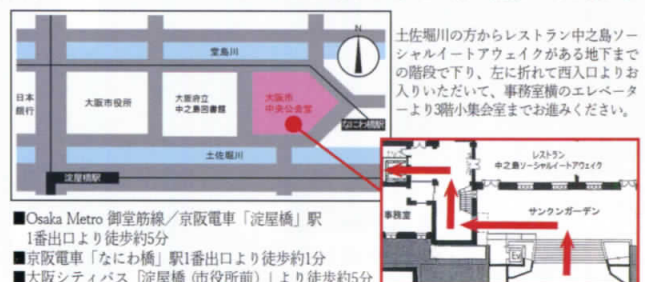 N
堂島川
日本
銀行
大阪市役所
大阪府立
中之島図書館
大阪市
中央公会堂
なにわ橋駅
土佐堀川
淀屋橋駅
土佐堀川の方からレストラン中之島ソー
シャルイートアウェイクがある地下まで
の階段で下り、左に折れて西入口よりお
入りいただいて、事務室横のエレベータ
ーより3階小集会室までお進みください。
レストラン
中之島ソーシャルイートアウェイク
事務室
サンクンガーデン
■Osaka Metro 御堂筋線／京阪電車「淀屋橋」駅
1番出口より徒歩約5分
■京阪電車「なにわ橋」駅1番出口より徒歩約1分
■大阪シティバス「淀屋橋（市役所前）」より徒歩約5分